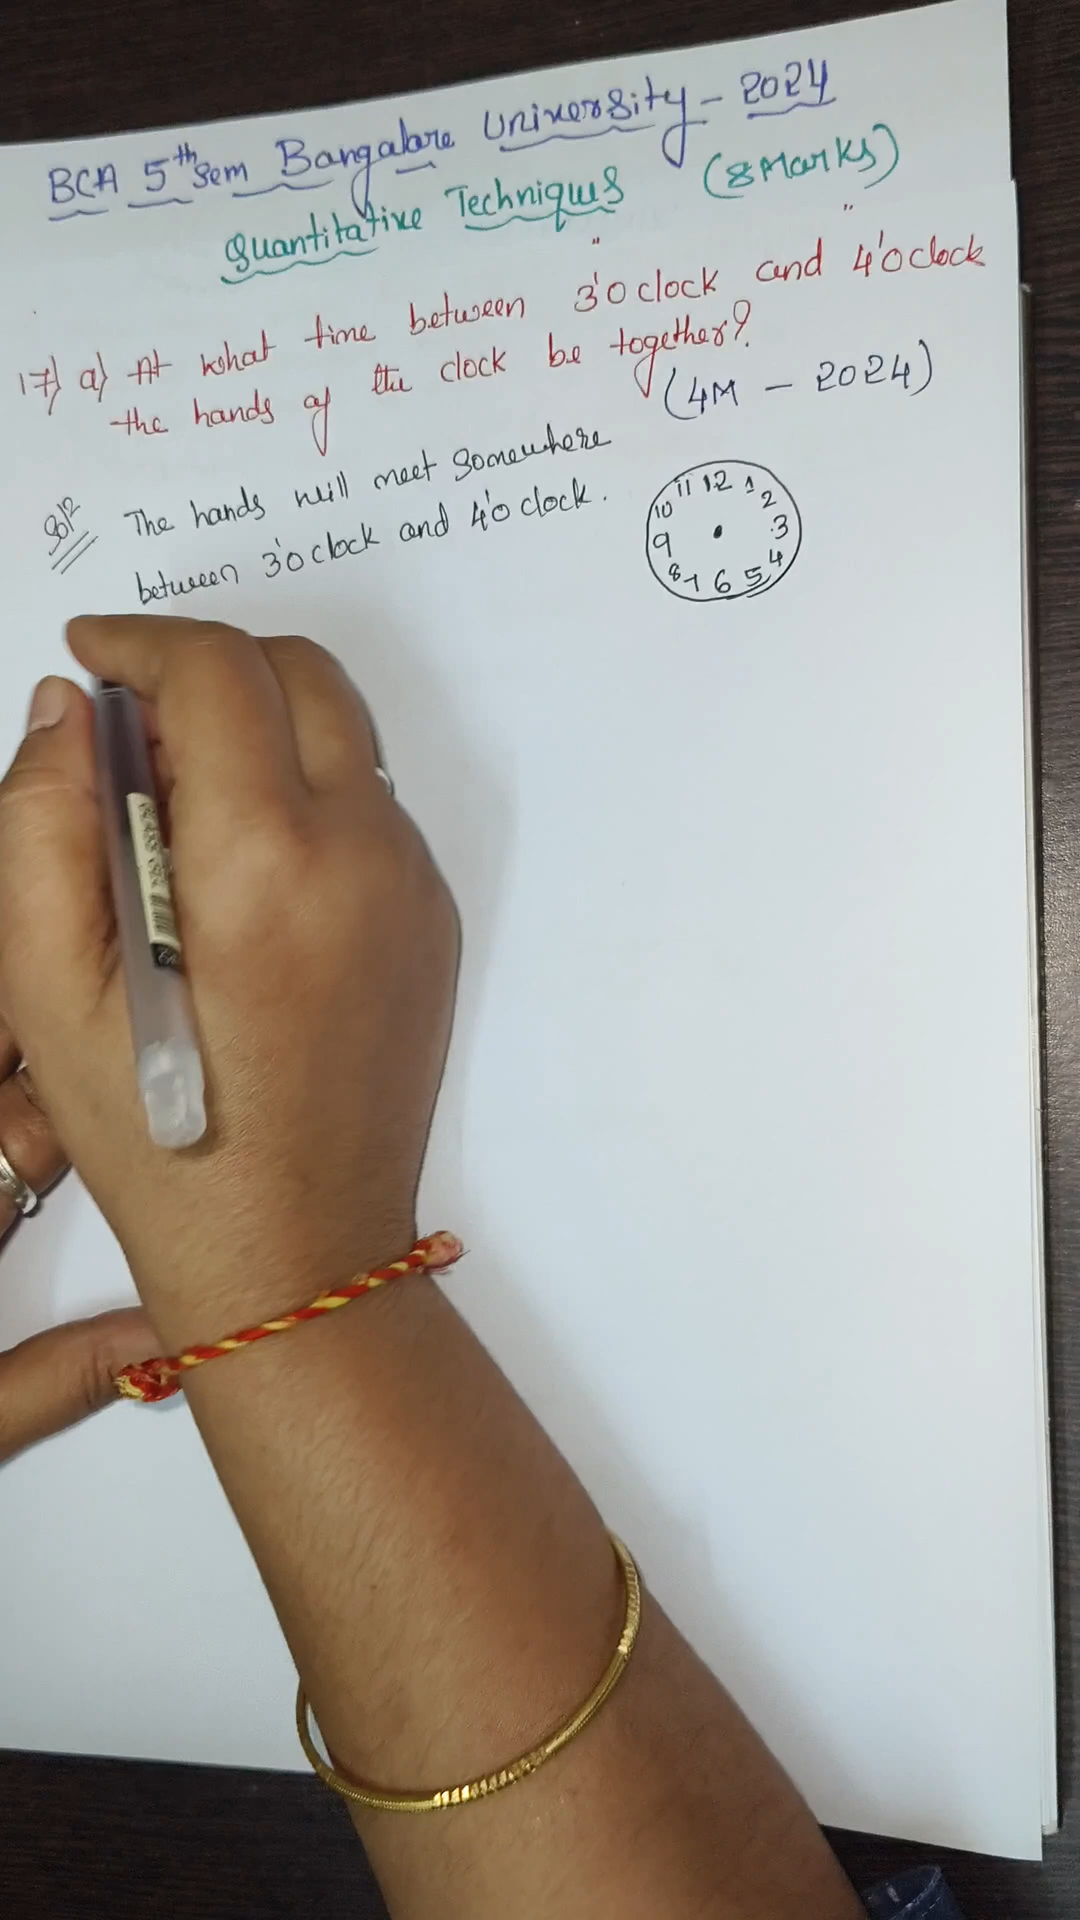 BCA 5th Sem Bangalore University - 2024
Quantitative Techniques (8 Marks)
17) a) At what time between 3'O clock and 4'O clock
the hands of the clock be together?
(4M - 2024)
Soln The hands will meet somewhere
between 3'O clock and 4'O clock.
11 12 1
10 2
9 3
8 7 6 5 4